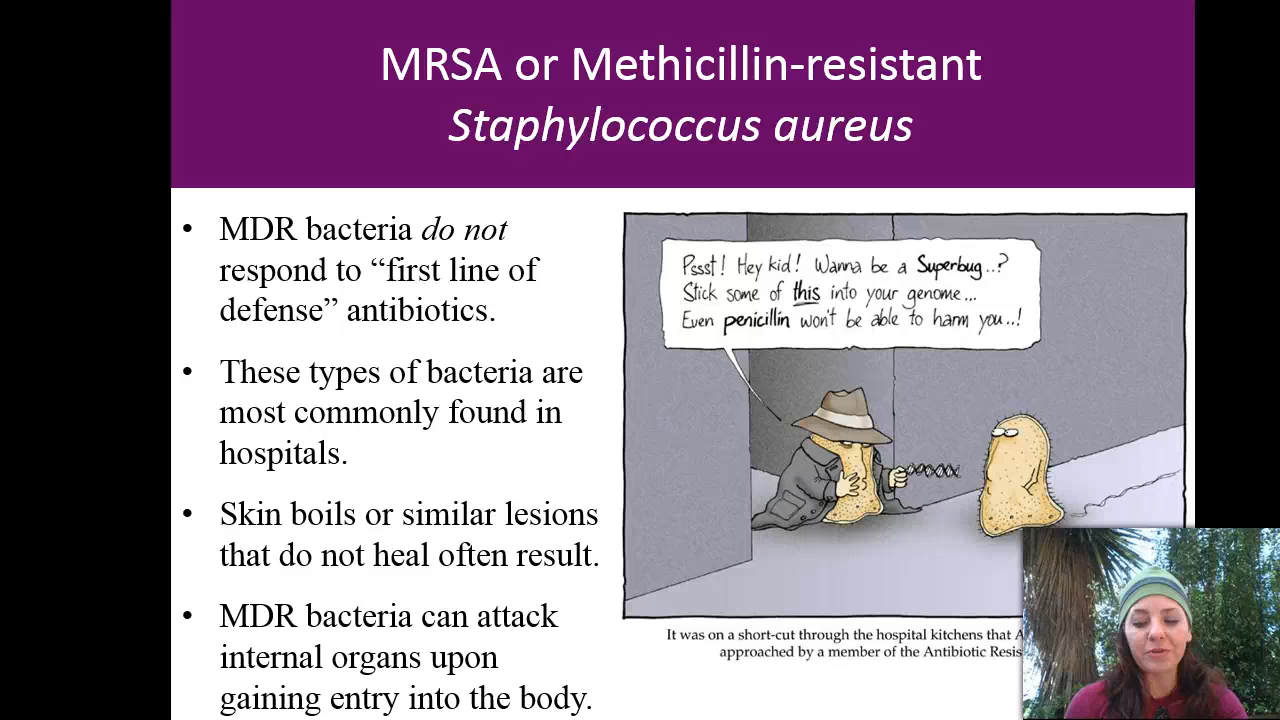 MRSA or Methicillin-resistant
Staphylococcus aureus
• MDR bacteria do not
respond to “first line of
defense” antibiotics.
• These types of bacteria are
most commonly found in
hospitals.
• Skin boils or similar lesions
that do not heal often result.
• MDR bacteria can attack
internal organs upon
gaining entry into the body.
Pssst! Hey kid! Wanna be a Superbug..?
Stick some of this into your genome...
Even penicillin won't be able to harm you..!
It was on a short-cut through the hospital kitchens that
approached by a member of the Antibiotic